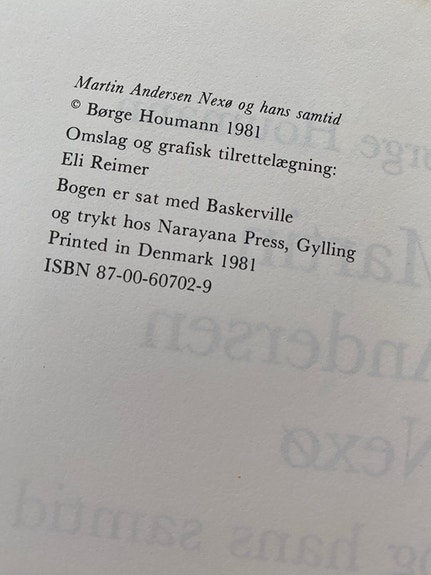 Martin Andersen Nexø og hans samtid
© Børge Houmann 1981
Omslag og grafisk tilrettelægning:
Eli Reimer
Bogen er sat med Baskerville
og trykt hos Narayana Press, Gylling
Printed in Denmark 1981
ISBN 87-00-60702-9